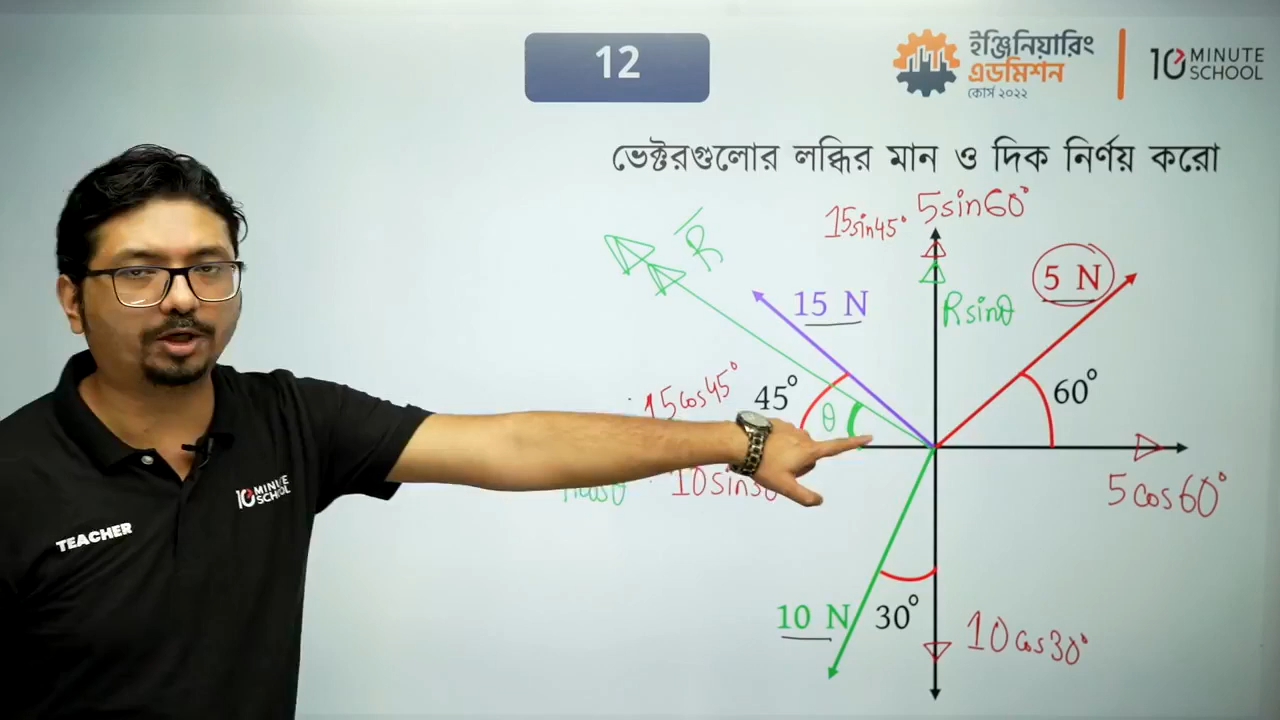 12
ইঞ্জিনিয়ারিং
এডমিশন
কোর্স ২০২২
10 MINUTE
SCHOOL
ভেক্টরগুলোর লব্ধির মান ও দিক নির্ণয় করো
15sin45° 5sin60°
R
15 N
5 N
Rsinθ
15cos45°
45°
60°
θ
10sin30
5cos60°
10 N
30°
10cos30°
10 MINUTE
SCHOOL
TEACHER